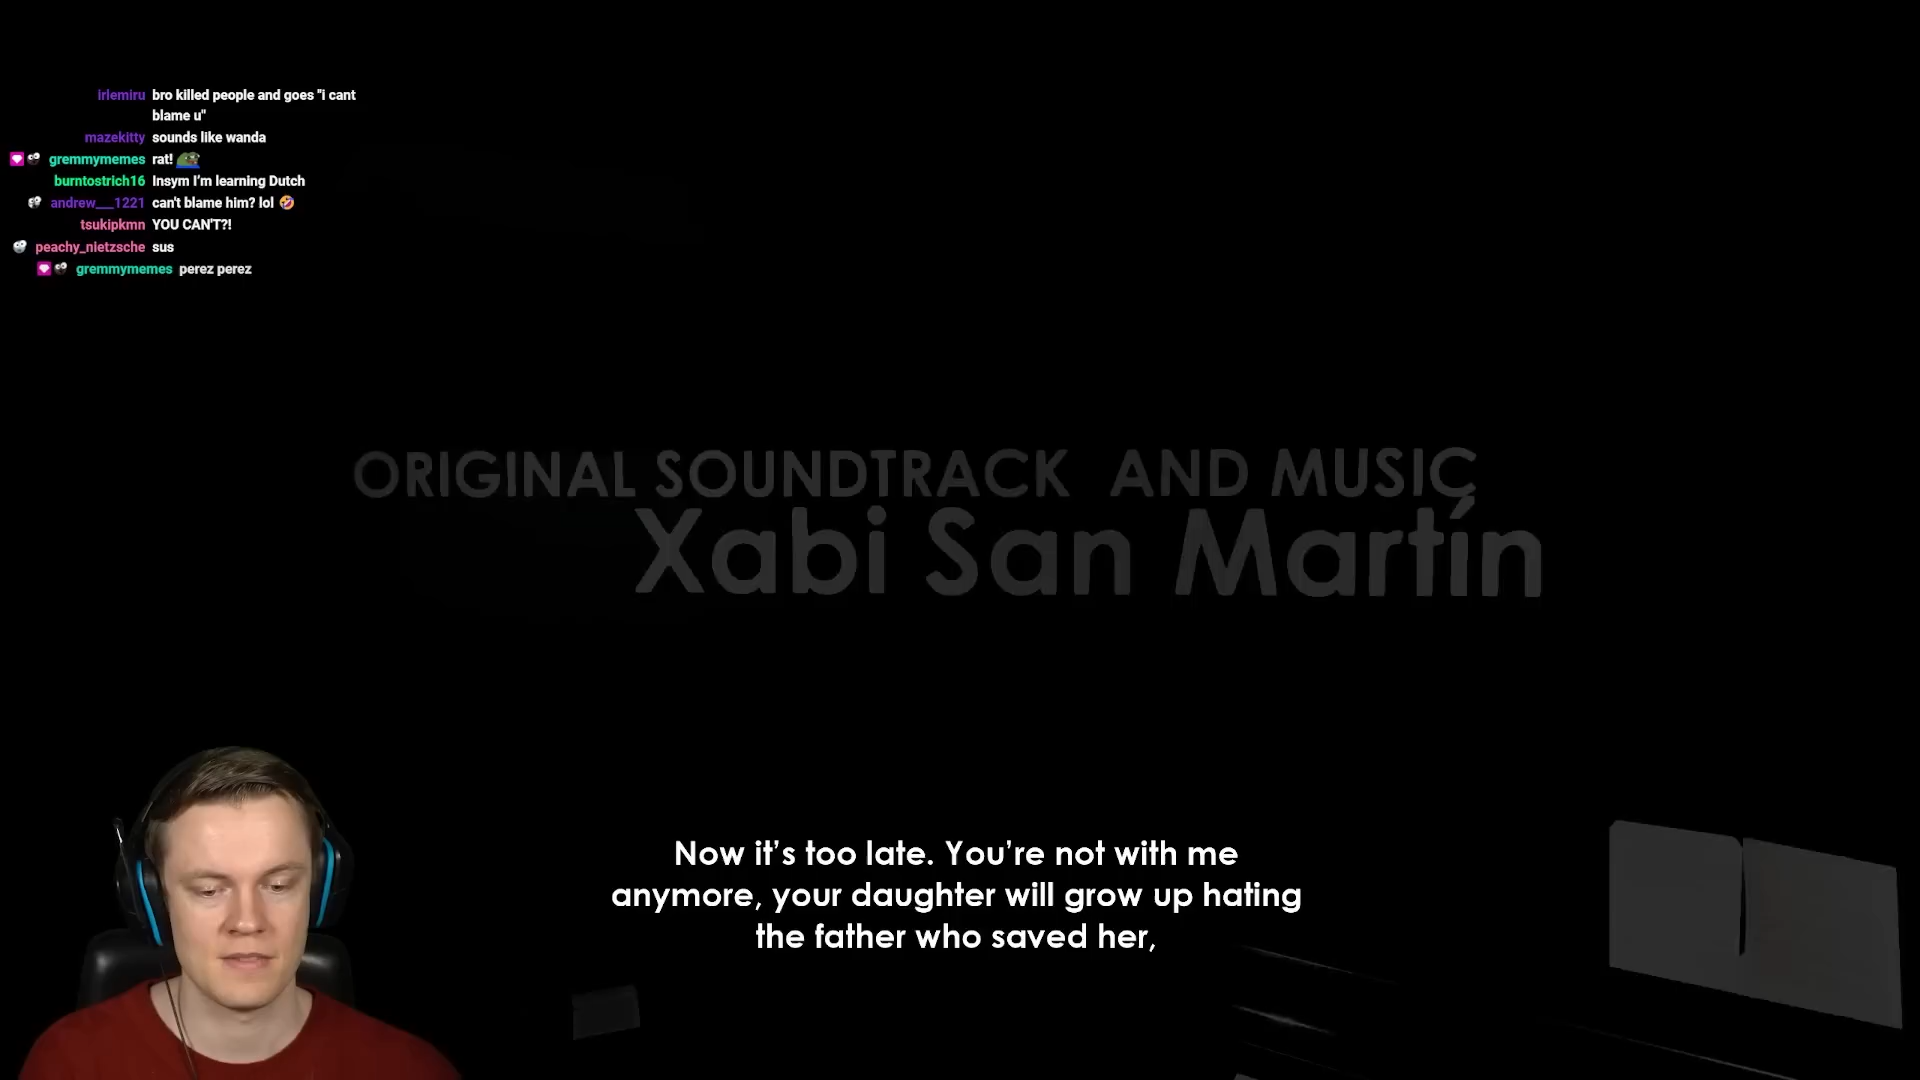 irlemiru bro killed people and goes "i cant
blame u"
mazekitty sounds like wanda
gremmymemes rat!
burntostrich16 Insym I'm learning Dutch
andrew___1221 can't blame him? lol 🤣
tsukipkmn YOU CAN'T?!
peachy_nietzsche sus
gremmymemes perez perez
ORIGINAL SOUNDTRACK AND MUSIC
Xabi San Martín
Now it's too late. You're not with me
anymore, your daughter will grow up hating
the father who saved her,